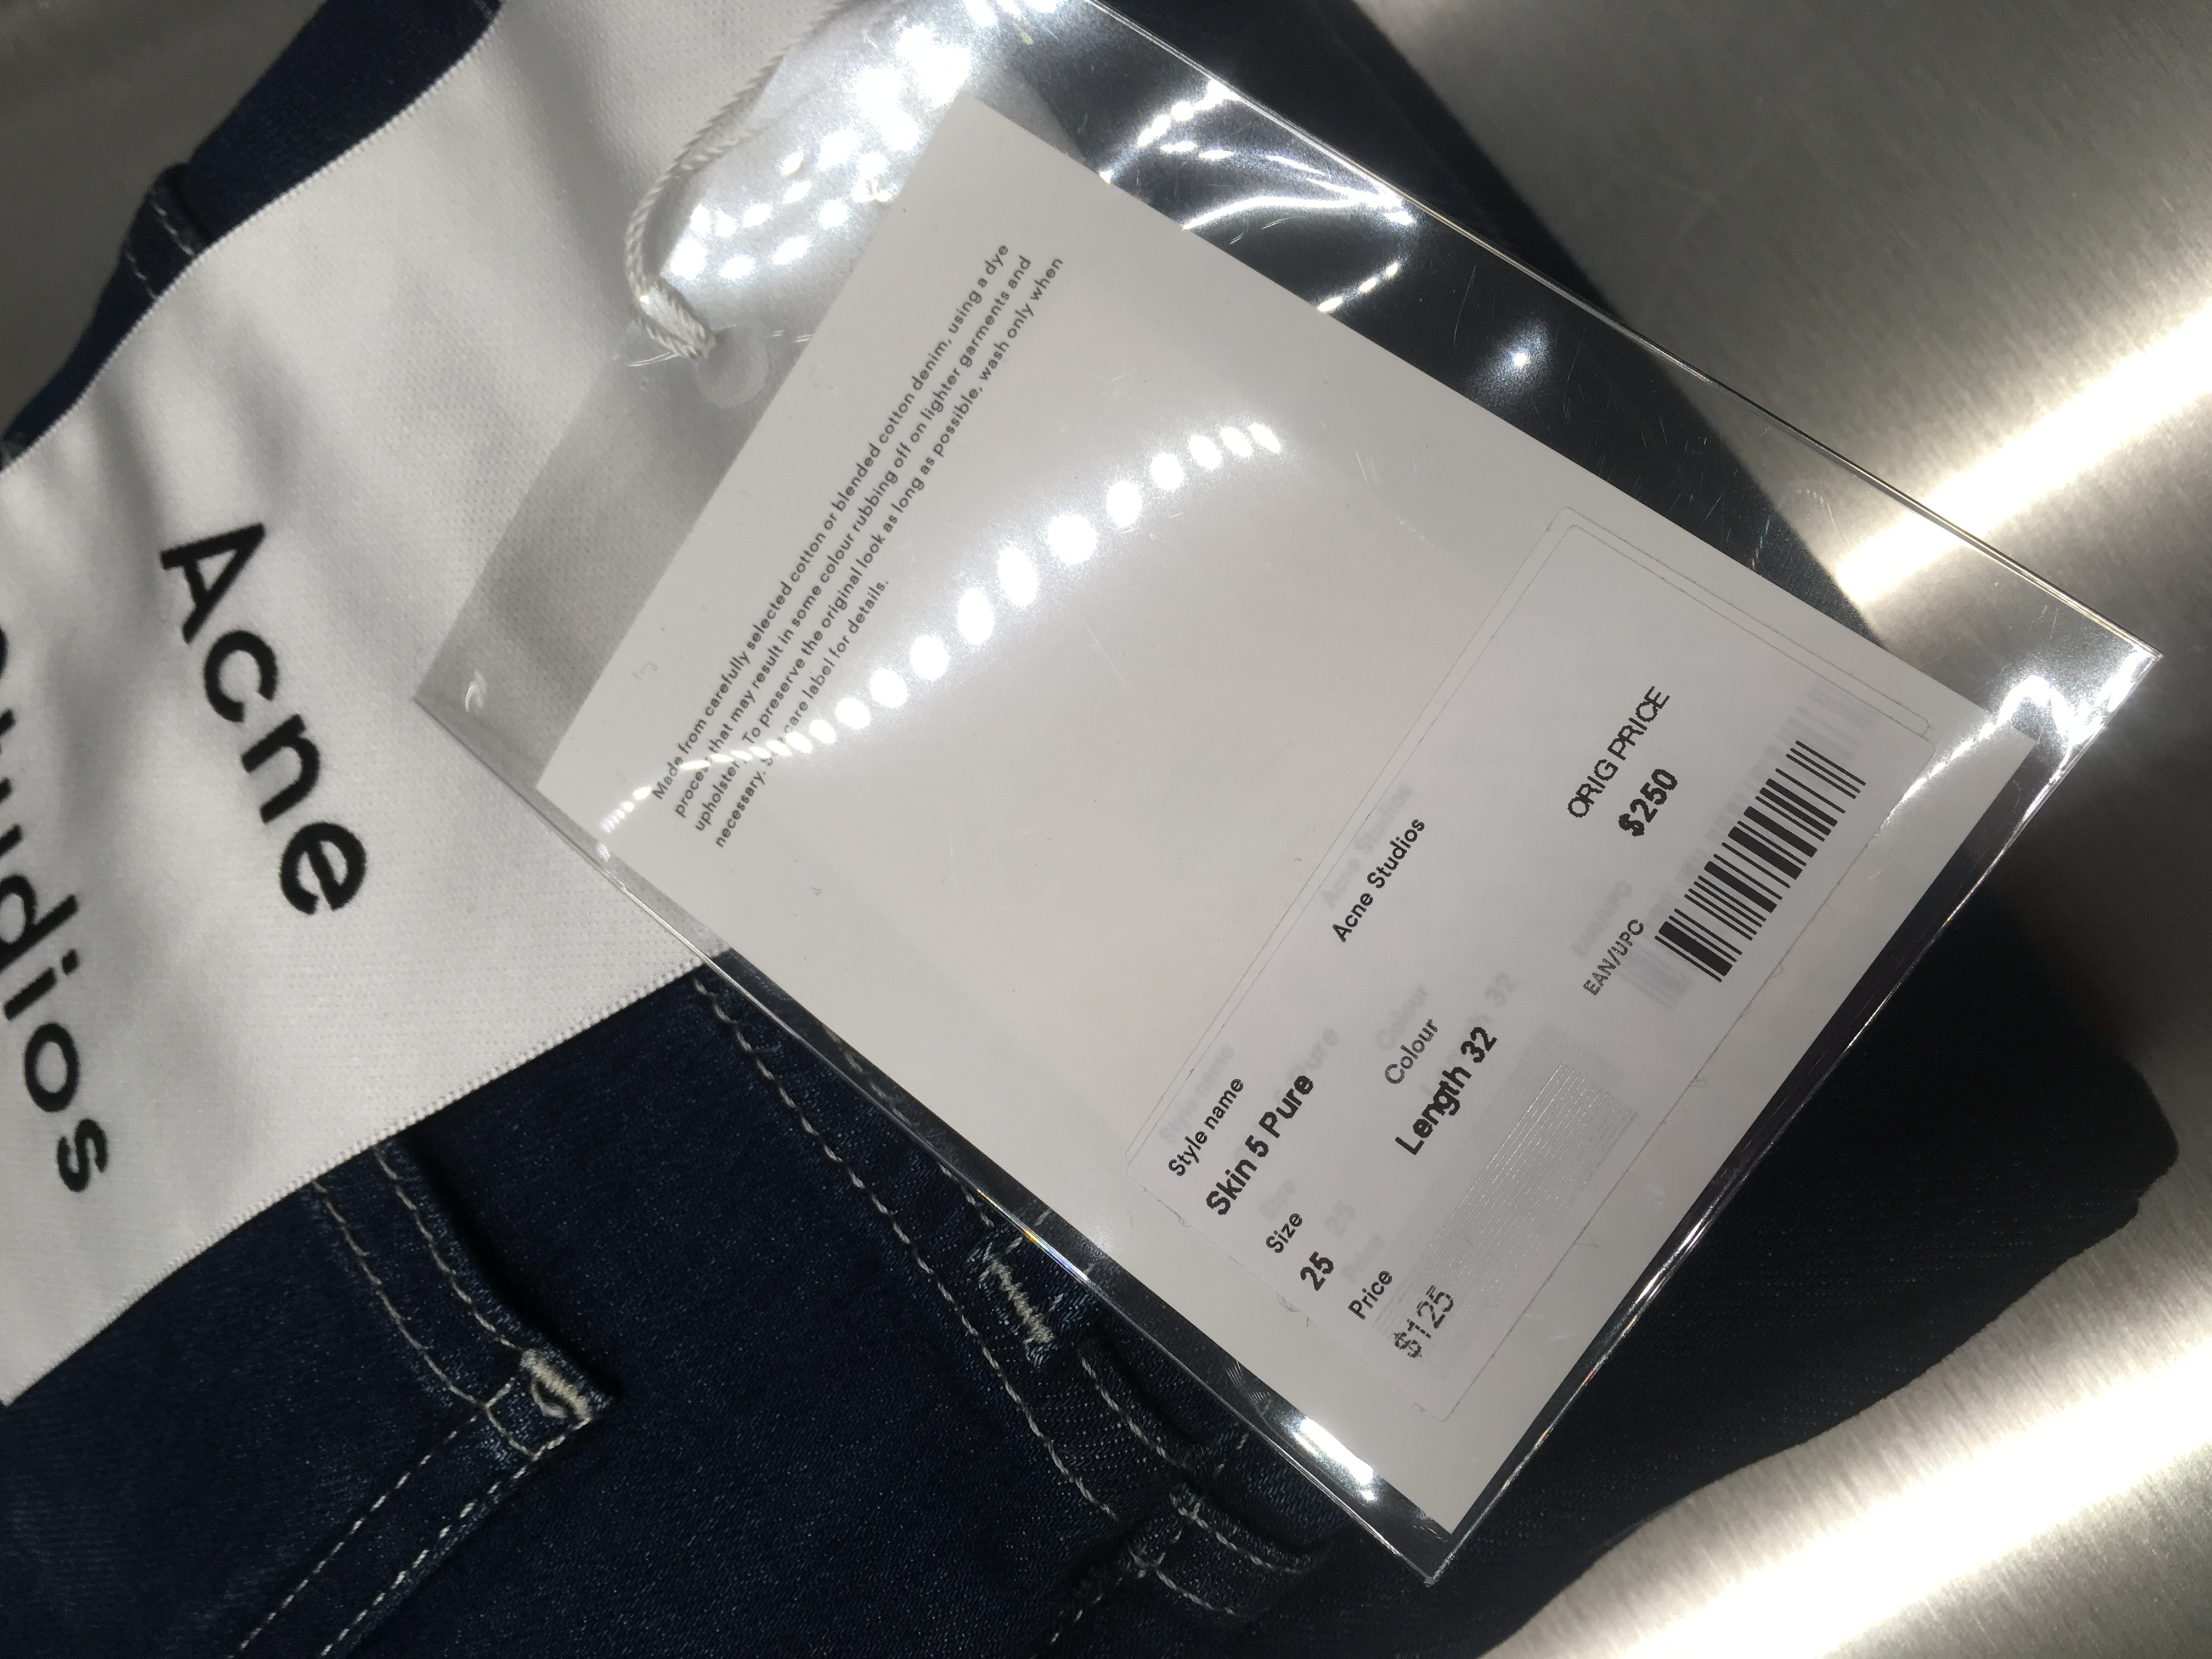 Acne
Made from carefully selected cotton or blended cotton denim, using a dye
process that may result in some colour rubbing off on lighter garments and
upholstery. To preserve the original look as long as possible, wash only when
necessary. See care label for details.
Style name
Acne Studios
Skin 5 Pure
Size
Colour
ORIG PRICE
25
Length 32
$250
Price
EAN/UPC
$125